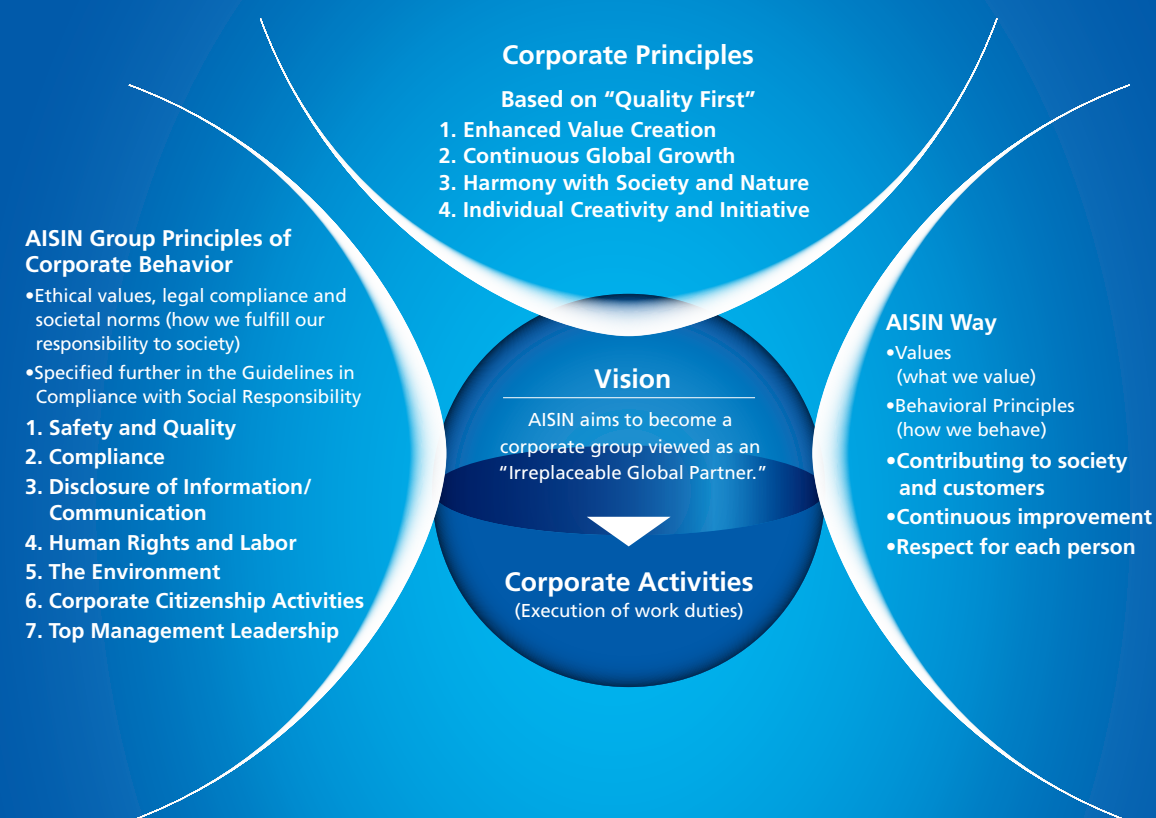 Corporate Principles
Based on “Quality First”
1. Enhanced Value Creation
2. Continuous Global Growth
3. Harmony with Society and Nature
4. Individual Creativity and Initiative
AISIN Group Principles of
Corporate Behavior
•Ethical values, legal compliance and
societal norms (how we fulfill our
responsibility to society)
•Specified further in the Guidelines in
Compliance with Social Responsibility
1. Safety and Quality
2. Compliance
3. Disclosure of Information/
Communication
4. Human Rights and Labor
5. The Environment
6. Corporate Citizenship Activities
7. Top Management Leadership
Vision
AISIN aims to become a
corporate group viewed as an
“Irreplaceable Global Partner.”
Corporate Activities
(Execution of work duties)
AISIN Way
•Values
(what we value)
•Behavioral Principles
(how we behave)
•Contributing to society
and customers
•Continuous improvement
•Respect for each person